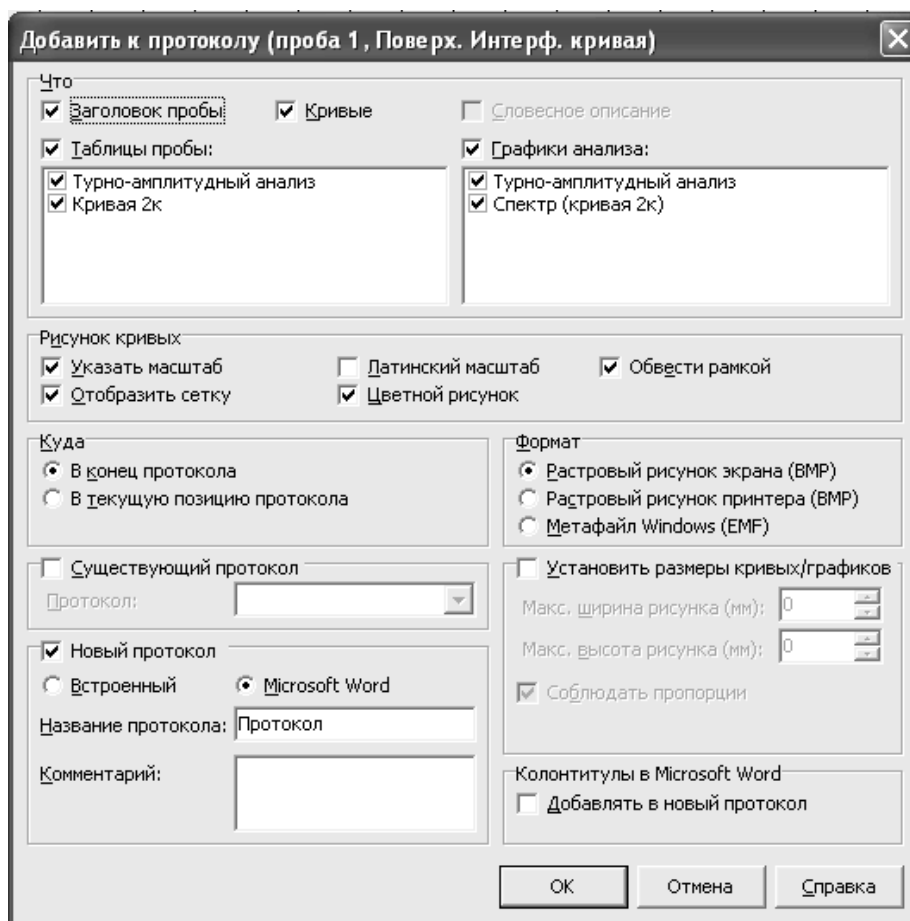 Добавить к протоколу (проба 1, Поверх. Интерф. кривая)
Что
Заголовок пробы
Кривые
Словесное описание
Таблицы пробы:
Турно-амплитудный анализ
Кривая 2к
Графики анализа:
Турно-амплитудный анализ
Спектр (кривая 2к)
Рисунок кривых
Указать масштаб
Латинский масштаб
Обвести рамкой
Отобразить сетку
Цветной рисунок
Куда
В конец протокола
В текущую позицию протокола
Формат
Растровый рисунок экрана (BMP)
Растровый рисунок принтера (BMP)
Метафайл Windows (EMF)
Существующий протокол
Протокол:
Установить размеры кривых/графиков
Макс. ширина рисунка (мм): 0
Макс. высота рисунка (мм): 0
Соблюдать пропорции
Новый протокол
Встроенный
Microsoft Word
Название протокола: Протокол
Комментарий:
Колонтитулы в Microsoft Word
Добавлять в новый протокол
OK
Отмена
Справка